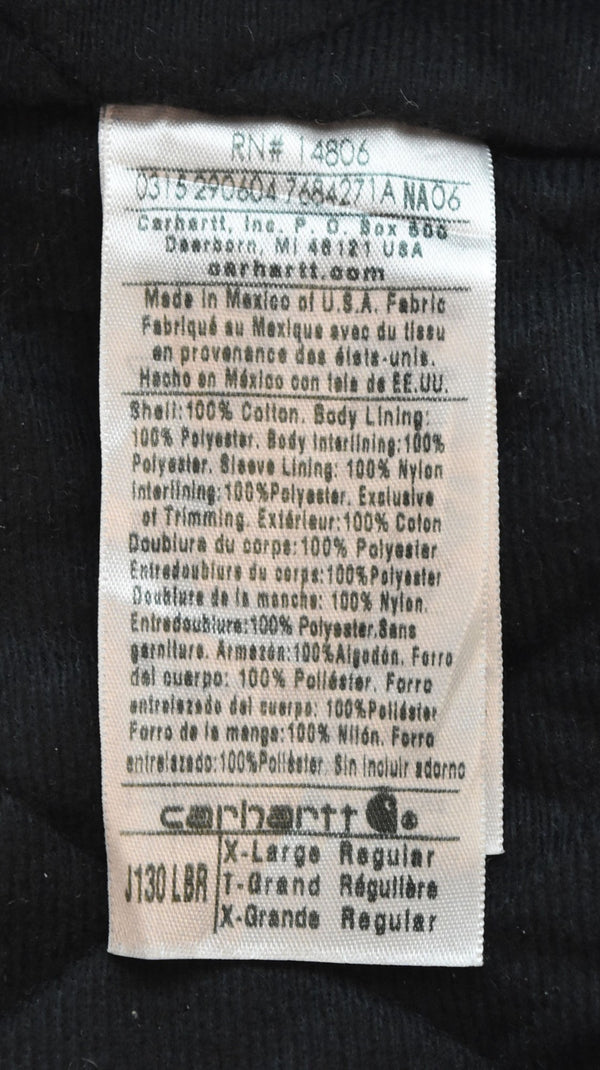 RN# 14806
0315 290604 7684271A NA06
Carhartt, Inc. P. O. Box 600
Dearborn, MI 48121 USA
carhartt.com
Made in Mexico of U.S.A. Fabric
Fabriqué au Mexique avec du tissu
en provenance des états-unis.
Hecho en México con tela de EE.UU.
Shell:100% Cotton. Body Lining:
100% Polyester. Body Interlining:100%
Polyester. Sleeve Lining: 100% Nylon
Interlining:100%Polyester. Exclusive
of Trimming. Extérieur:100% Coton
Doublure du corps:100% Polyester
Entredoublure du corps:100%Polyester
Doublure de la manche: 100% Nylon.
Entredoublure:100% Polyester.Sans
garniture. Armazón:100%Algodón. Forro
del cuerpo: 100% Poliéster. Forro
entrelazado del cuerpo: 100%Poliéster
Forro de la manga:100% Nilón. Forro
entrelazado:100%Poliéster. Sin incluir adorno
carhartt ®
J130 LBR
X-Large Regular
T-Grand Régulière
X-Grande Regular